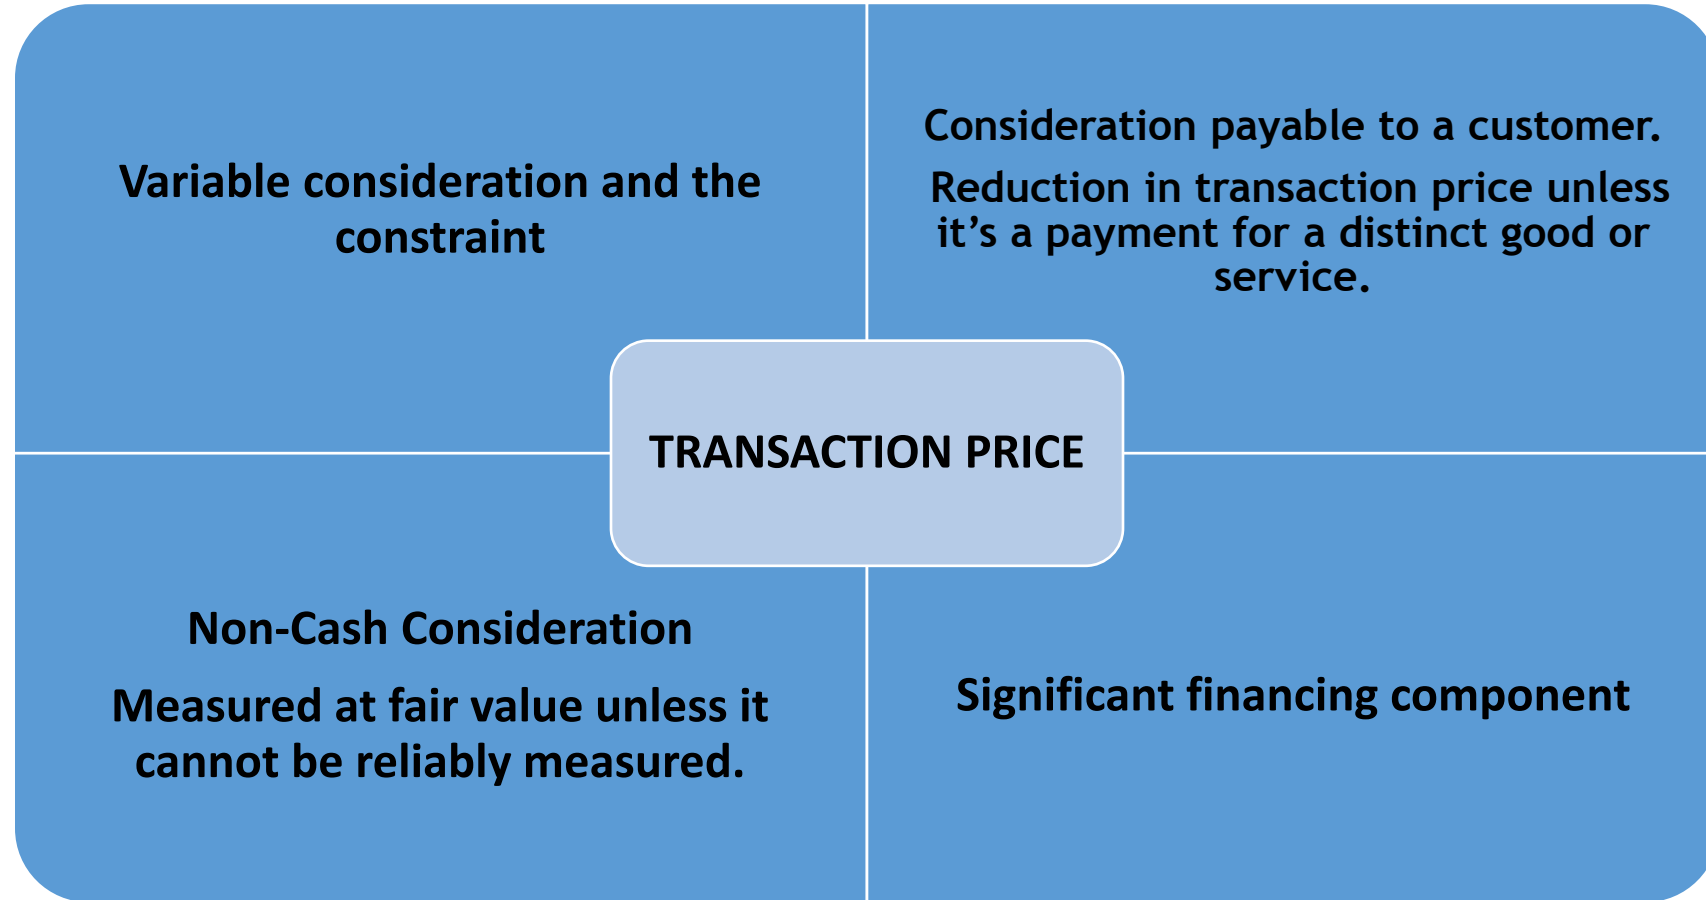 Variable consideration and the
constraint
Consideration payable to a customer.
Reduction in transaction price unless
it’s a payment for a distinct good or
service.
TRANSACTION PRICE
Non-Cash Consideration
Measured at fair value unless it
cannot be reliably measured.
Significant financing component